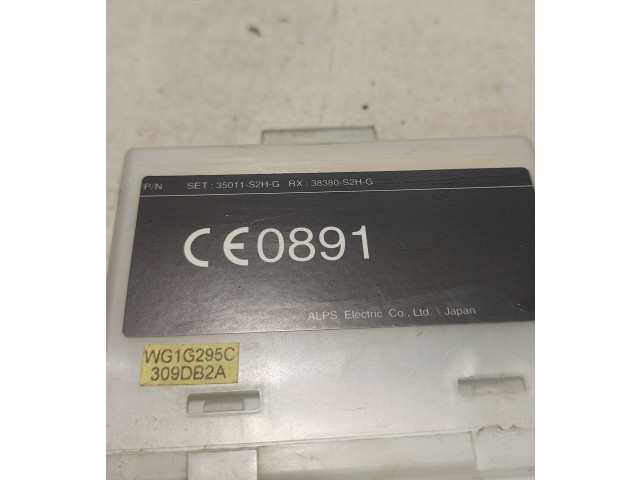 P/N SET : 35011-S2H-G RX : 38380-S2H-G
CE0891
ALPS Electric Co., Ltd. Japan
WG1G295C
309DB2A